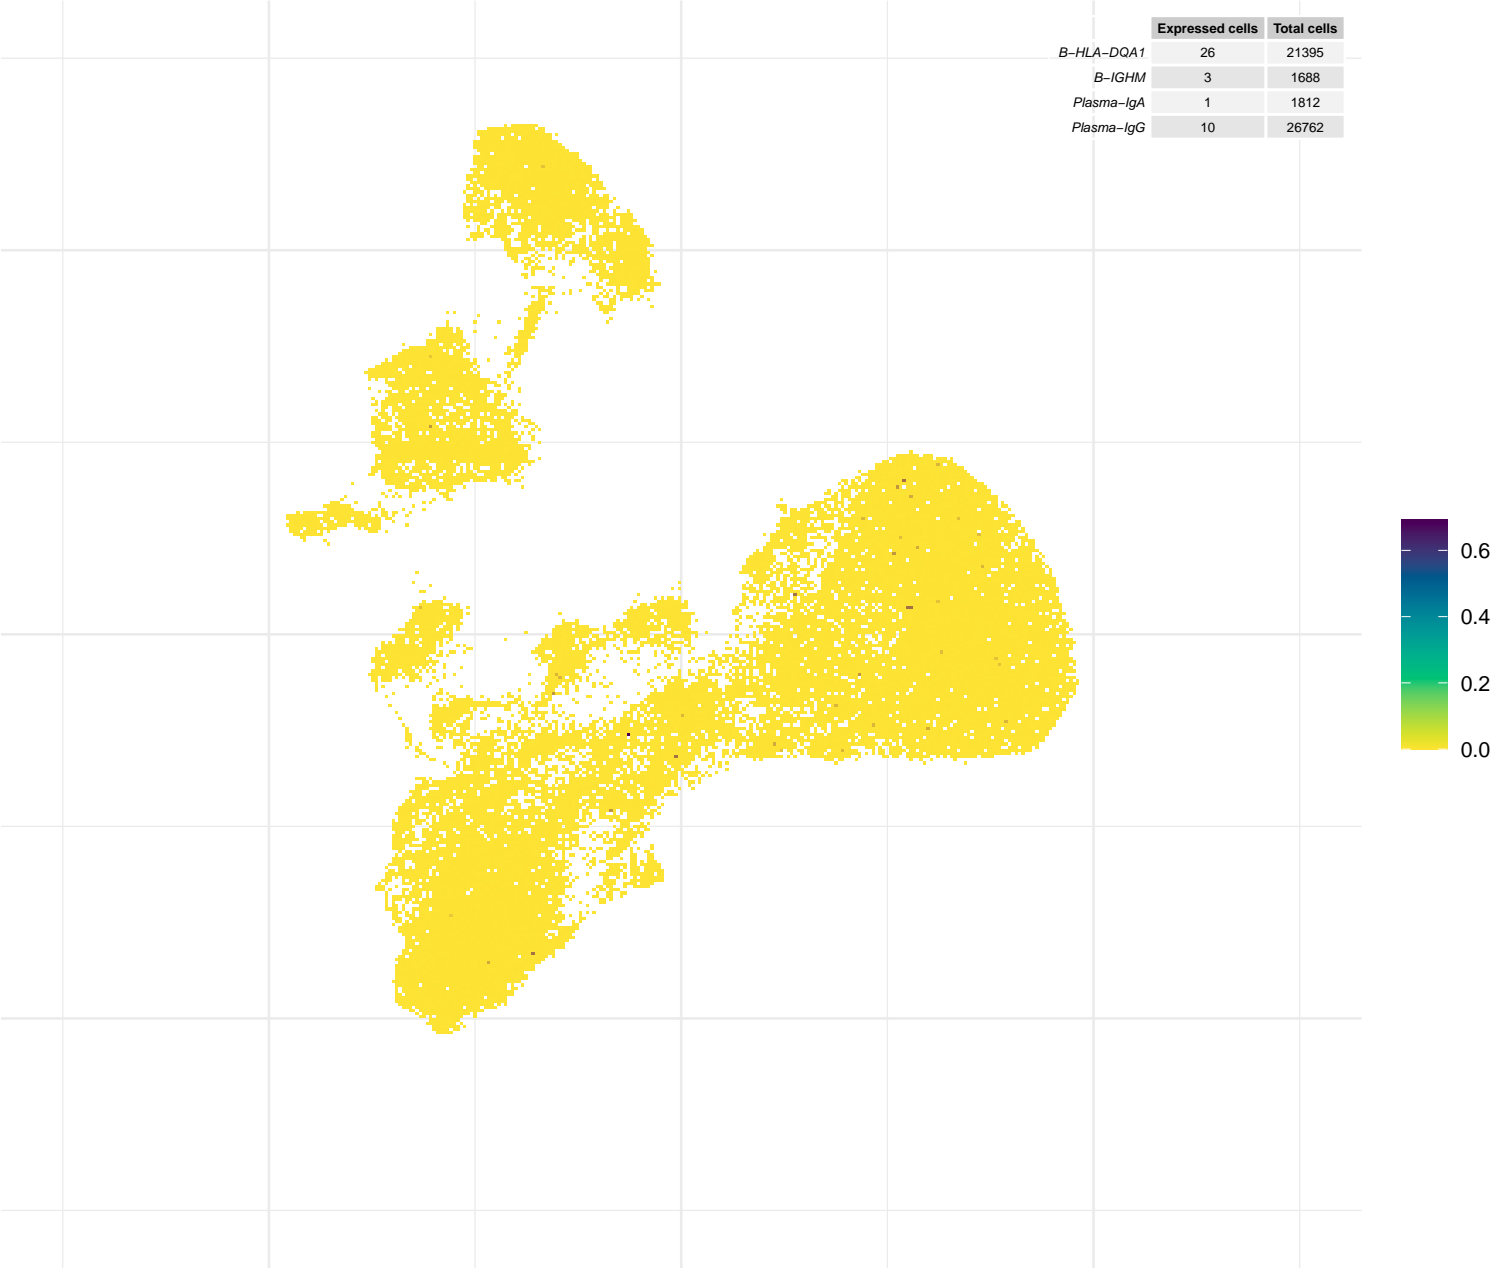 Expressed cells Total cells
B−HLA−DQA1 26 21395
B−IGHM 3 1688
Plasma−IgA 1 1812
Plasma−IgG 10 26762
0.6
0.4
0.2
0.0